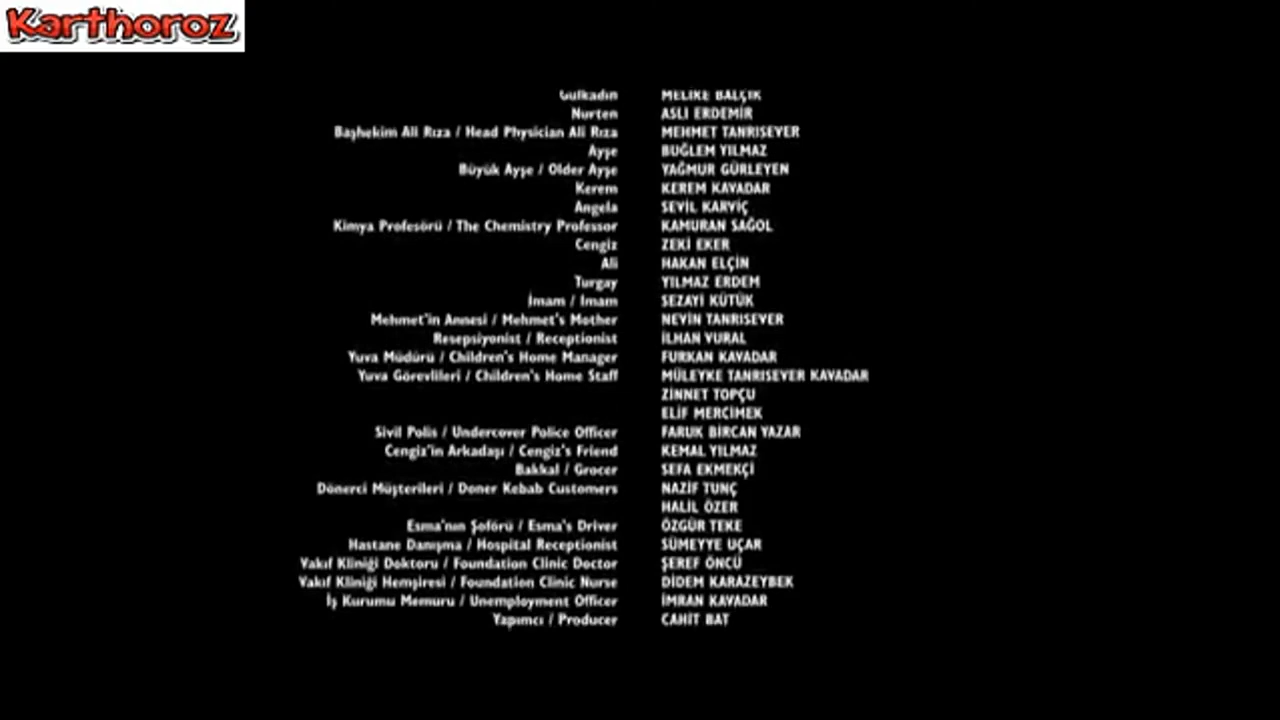 Karthoroz
Gülkadın MELİKE BALÇIK
Nurten ASLI ERDEMİR
Başhekim Ali Rıza / Head Physician Ali Rıza MEHMET TANRISEVER
Ayşe BUĞLEM YILMAZ
Büyük Ayşe / Older Ayşe YAĞMUR GÜRLEYEN
Kerem KEREM KAVADAR
Angela SEVİL KARVİÇ
Kimya Profesörü / The Chemistry Professor KAMURAN SAĞOL
Cengiz ZEKİ EKER
Ali HAKAN ELÇİN
Turgay YILMAZ ERDEM
İmam / Imam SEZAYİ KÜTÜK
Mehmet'in Annesi / Mehmet's Mother NEVİN TANRISEVER
Resepsiyonist / Receptionist İLHAN VURAL
Yuva Müdürü / Children's Home Manager FURKAN KAVADAR
Yuva Görevlileri / Children's Home Staff MÜLEYKE TANRISEVER KAVADAR
ZİNNET TOPÇU
ELİF MERCİMEK
Sivil Polis / Undercover Police Officer FARUK BİRCAN YAZAR
Cengiz'in Arkadaşı / Cengiz's Friend KEMAL YILMAZ
Bakkal / Grocer SEFA EKMEKÇİ
Dönerci Müşterileri / Doner Kebab Customers NAZİF TUNÇ
HALİL ÖZER
Esma'nın Şoförü / Esma's Driver ÖZGÜR TEKE
Hastane Danışma / Hospital Receptionist SÜMEYYE UÇAR
Vakıf Kliniği Doktoru / Foundation Clinic Doctor ŞEREF ÖNCÜ
Vakıf Kliniği Hemşiresi / Foundation Clinic Nurse DİDEM KARAZEYBEK
İş Kurumu Memuru / Unemployment Officer İMRAN KAVADAR
Yapımcı / Producer CAHİT BAT